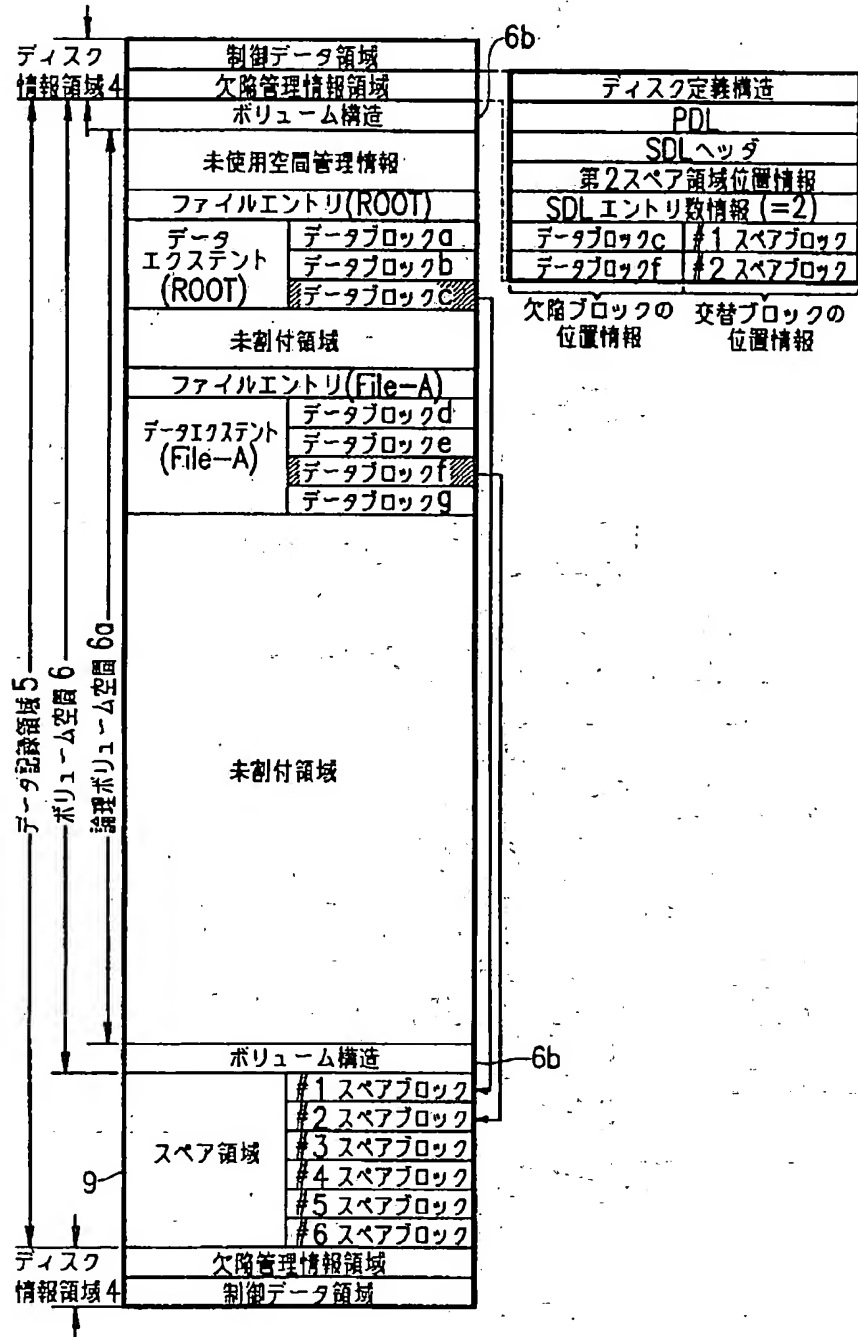 6b
ディスク
情報領域4
制御データ領域
欠陥管理情報領域
ボリューム構造
未使用空間管理情報
ファイルエントリ(ROOT)
データ
エクステント
(ROOT)
データブロックa
データブロックb
データブロックc
未割付領域
ファイルエントリ(File-A)
データエクステント
(File-A)
データブロックd
データブロックe
データブロックf
データブロックg
未割付領域
ボリューム構造
6b
スペア領域
9
#1 スペアブロック
#2 スペアブロック
#3 スペアブロック
#4 スペアブロック
#5 スペアブロック
#6 スペアブロック
ディスク
情報領域4
欠陥管理情報領域
制御データ領域
データ記録領域5
ボリューム空間6
論理ボリューム空間6a
ディスク定義構造
PDL
SDLヘッダ
第2スペア領域位置情報
SDLエントリ数情報(=2)
データブロックc #1 スペアブロック
データブロックf #2 スペアブロック
欠陥ブロックの
位置情報
交替ブロックの
位置情報